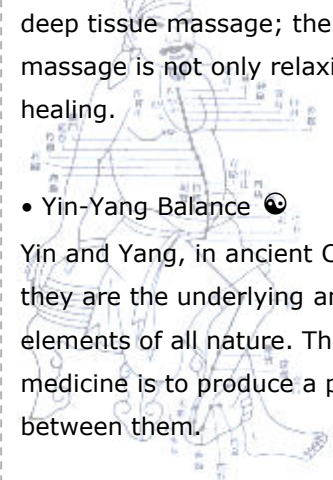 deep tissue massage; the
massage is not only relaxi
healing.
• Yin-Yang Balance ☯
Yin and Yang, in ancient C
they are the underlying a
elements of all nature. Th
medicine is to produce a p
between them.